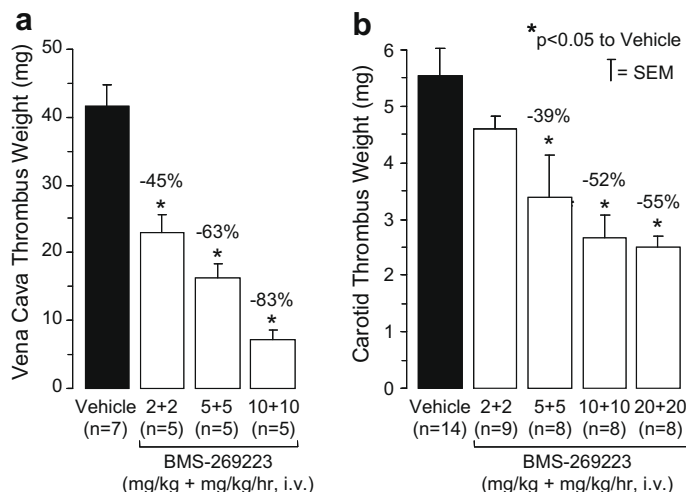 a
Vena Cava Thrombus Weight (mg)
50
40
30
20
10
0
-45%
*
-63%
*
-83%
*
Vehicle 2+2 5+5 10+10
(n=7) (n=5) (n=5) (n=5)
BMS-269223
(mg/kg + mg/kg/hr, i.v.)
b
*p<0.05 to Vehicle
= SEM
Carotid Thrombus Weight (mg)
6
5
4
3
2
1
0
-39%
*
-52%
*
-55%
*
Vehicle 2+2 5+5 10+10 20+20
(n=14) (n=9) (n=8) (n=8) (n=8)
BMS-269223
(mg/kg + mg/kg/hr, i.v.)